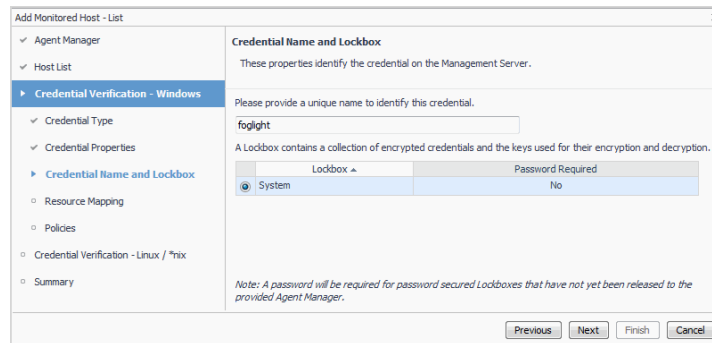 Add Monitored Host - List
Agent Manager
Host List
Credential Verification - Windows
Credential Type
Credential Properties
Credential Name and Lockbox
Resource Mapping
Policies
Credential Verification - Linux / *nix
Summary
Credential Name and Lockbox
These properties identify the credential on the Management Server.
Please provide a unique name to identify this credential.
foglight
A Lockbox contains a collection of encrypted credentials and the keys used for their encryption and decryption.
Lockbox Password Required
System No
Note: A password will be required for password secured Lockboxes that have not yet been released to the
provided Agent Manager.
Previous Next Finish Cancel